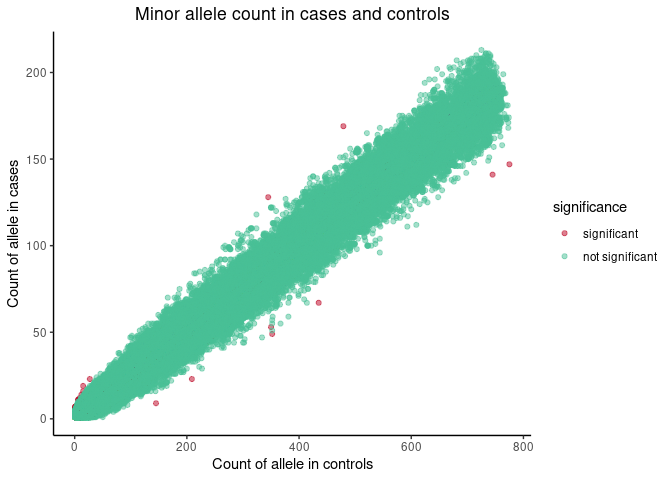 Minor allele count in cases and controls
Count of allele in cases
200
150
100
50
0
0 200 400 600 800
Count of allele in controls
significance
significant
not significant